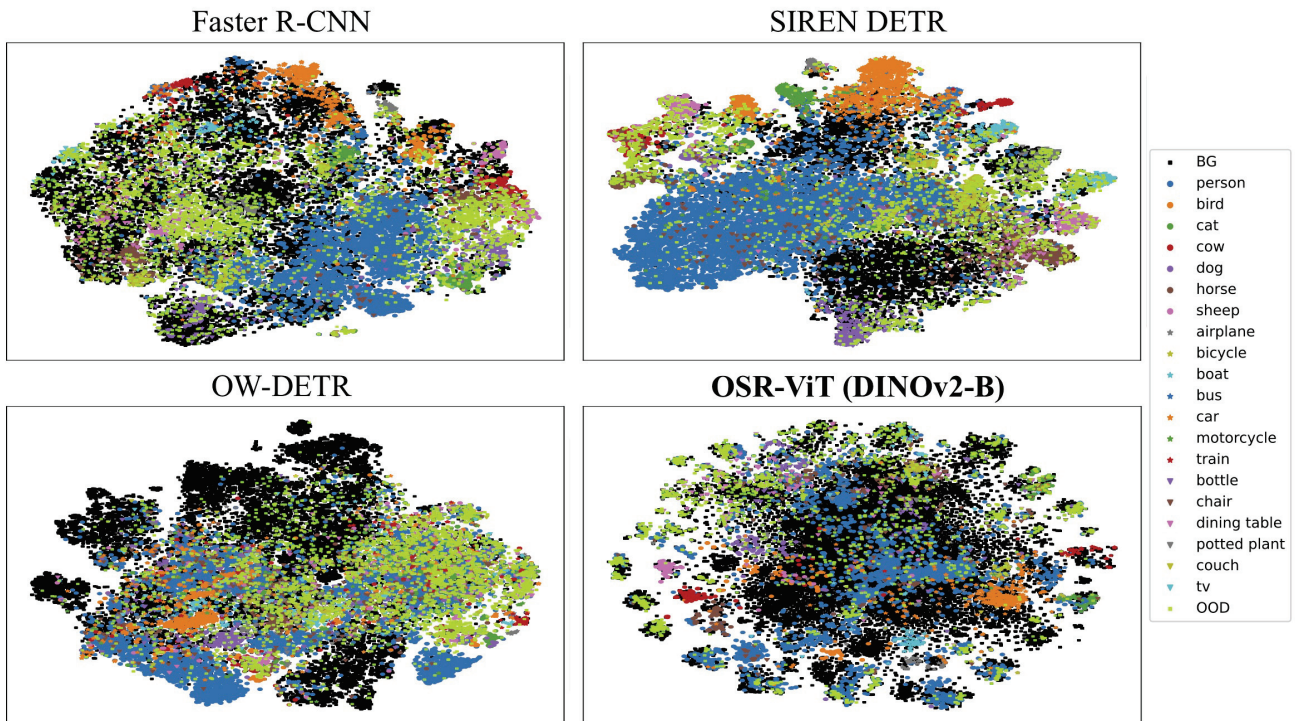 Faster R-CNN
SIREN DETR
OW-DETR
OSR-ViT (DINOv2-B)
BG
person
bird
cat
cow
dog
horse
sheep
airplane
bicycle
boat
bus
car
motorcycle
train
bottle
chair
dining table
potted plant
couch
tv
OOD